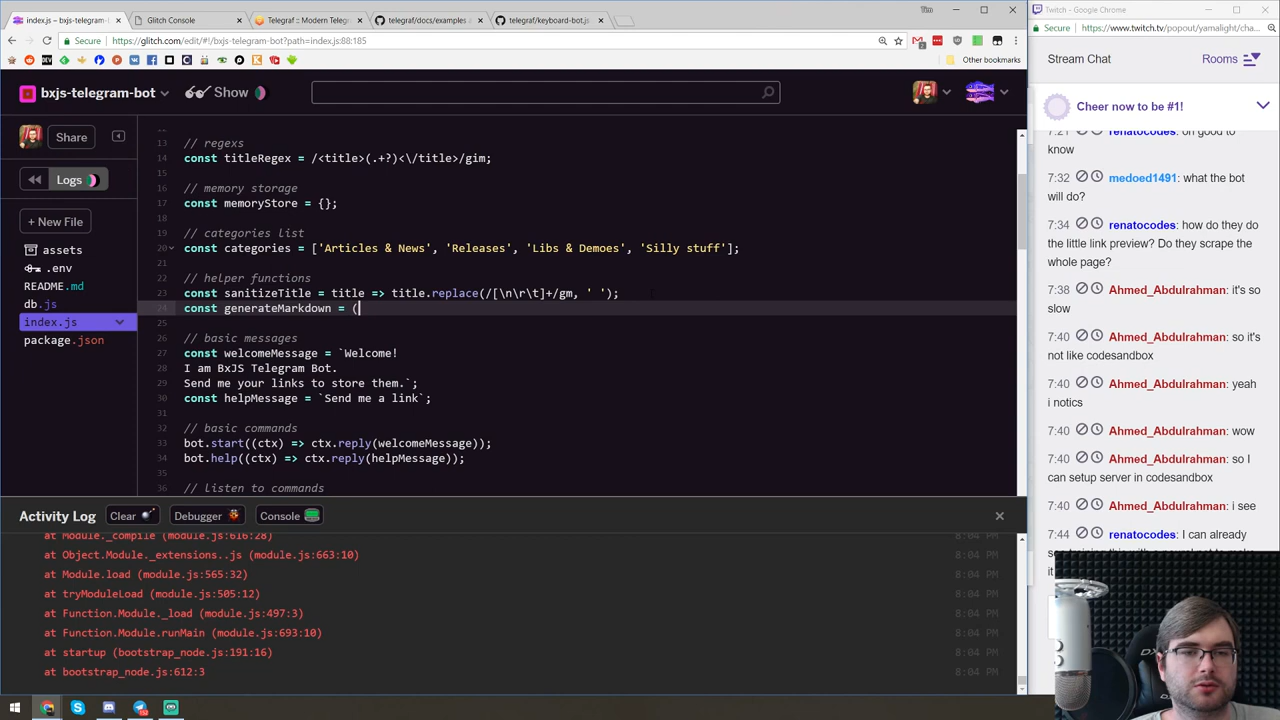 index.js – bxjs-telegram-b
Glitch Console
Telegraf :: Modern Telegra
telegraf/docs/examples a
telegraf/keyboard-bot.js
Tim
Secure
https://glitch.com/edit/#!/bxjs-telegram-bot?path=index.js:88:185
Other bookmarks
bxjs-telegram-bot
Show
Share
Logs
+ New File
assets
.env
README.md
db.js
index.js
package.json
13 // regexs
14 const titleRegex = /<title>(.+?)<\/title>/gim;
15
16 // memory storage
17 const memoryStore = {};
18
19 // categories list
20 const categories = ['Articles & News', 'Releases', 'Libs & Demoes', 'Silly stuff'];
21
22 // helper functions
23 const sanitizeTitle = title => title.replace(/[\n\r\t]+/gm, ' ');
24 const generateMarkdown = (
25
26 // basic messages
27 const welcomeMessage = `Welcome!
28 I am BxJS Telegram Bot.
29 Send me your links to store them.`;
30 const helpMessage = `Send me a link`;
31
32 // basic commands
33 bot.start((ctx) => ctx.reply(welcomeMessage));
34 bot.help((ctx) => ctx.reply(helpMessage));
35
36 // listen to commands
Activity Log
Clear
Debugger
Console
at Module._compile (module.js:616:28) 8:04 PM
at Object.Module._extensions..js (module.js:663:10) 8:04 PM
at Module.load (module.js:565:32) 8:04 PM
at tryModuleLoad (module.js:505:12) 8:04 PM
at Function.Module._load (module.js:497:3) 8:04 PM
at Function.Module.runMain (module.js:693:10) 8:04 PM
at startup (bootstrap_node.js:191:16) 8:04 PM
at bootstrap_node.js:612:3 8:04 PM
Twitch - Google Chrome
Secure
https://www.twitch.tv/popout/yamalight/cha...
Stream Chat
Rooms
Cheer now to be #1!
7:21 renatocodes: oh good to
know
7:32 medoed1491: what the bot
will do?
7:34 renatocodes: how do they do
the little link preview? Do they scrape the
whole page?
7:38 Ahmed_Abdulrahman: it's so
slow
7:40 Ahmed_Abdulrahman: so it's
not like codesandbox
7:40 Ahmed_Abdulrahman: yeah
i notics
7:40 Ahmed_Abdulrahman: wow
7:40 Ahmed_Abdulrahman: so I
can setup server in codesandbox
7:40 Ahmed_Abdulrahman: i see
7:44 renatocodes: I can already